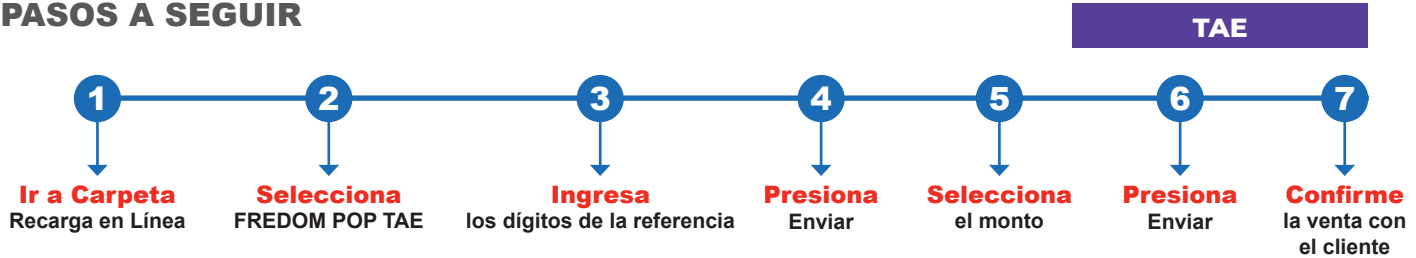 PASOS A SEGUIR
TAE
1 2 3 4 5 6 7
Ir a Carpeta
Recarga en Línea
Selecciona
FREDOM POP TAE
Ingresa
los dígitos de la referencia
Presiona
Enviar
Selecciona
el monto
Presiona
Enviar
Confirme
la venta con
el cliente